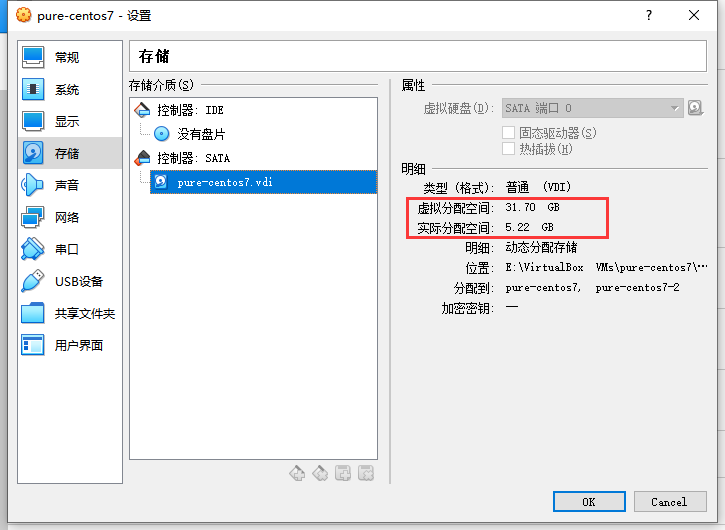 pure-centos7 - 设置
常规
系统
显示
存储
声音
网络
串口
USB设备
共享文件夹
用户界面
存储
存储介质(S)
控制器: IDE
没有盘片
控制器: SATA
pure-centos7.vdi
属性
虚拟硬盘(D): SATA 端口 0
固态驱动器(S)
热插拔(H)
明细
类型 (格式): 普通 (VDI)
虚拟分配空间: 31.70 GB
实际分配空间: 5.22 GB
明细: 动态分配存储
位置: E:\VirtualBox VMs\pure-centos7\···
分配到: pure-centos7, pure-centos7-2
加密密钥: —
OK
Cancel